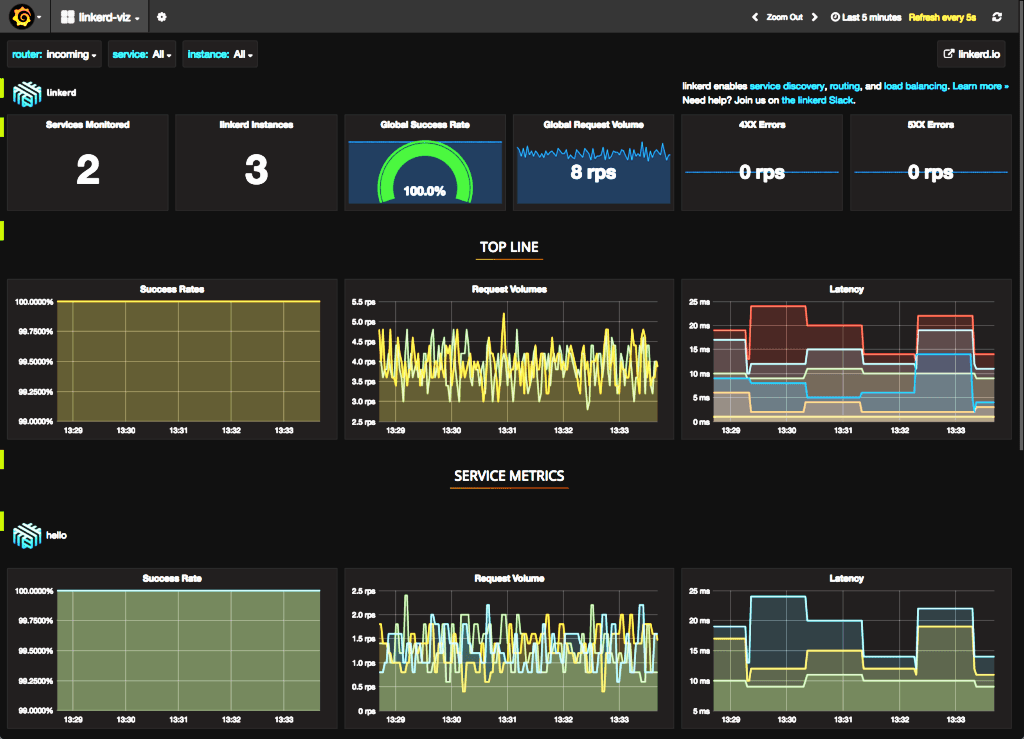 linkerd-viz Zoom Out Last 5 minutes Refresh every 5s
router: incoming service: All instance: All linkerd.io
linkerd
linkerd enables service discovery, routing, and load balancing. Learn more »
Need help? Join us on the linkerd Slack.
Services Monitored
2
linkerd Instances
3
Global Success Rate
100.0%
Global Request Volume
8 rps
4XX Errors
0 rps
5XX Errors
0 rps
TOP LINE
Success Rates
100.0000%
99.7500%
99.5000%
99.2500%
99.0000%
13:29 13:30 13:31 13:32 13:33
Request Volumes
5.5 rps
5.0 rps
4.5 rps
4.0 rps
3.5 rps
3.0 rps
2.5 rps
13:29 13:30 13:31 13:32 13:33
Latency
25 ms
20 ms
15 ms
10 ms
5 ms
0 ms
13:29 13:30 13:31 13:32 13:33
SERVICE METRICS
hello
Success Rate
100.0000%
99.7500%
99.5000%
99.2500%
99.0000%
13:29 13:30 13:31 13:32 13:33
Request Volume
2.5 rps
2.0 rps
1.5 rps
1.0 rps
0.5 rps
0 rps
13:29 13:30 13:31 13:32 13:33
Latency
25 ms
20 ms
15 ms
10 ms
5 ms
13:29 13:30 13:31 13:32 13:33